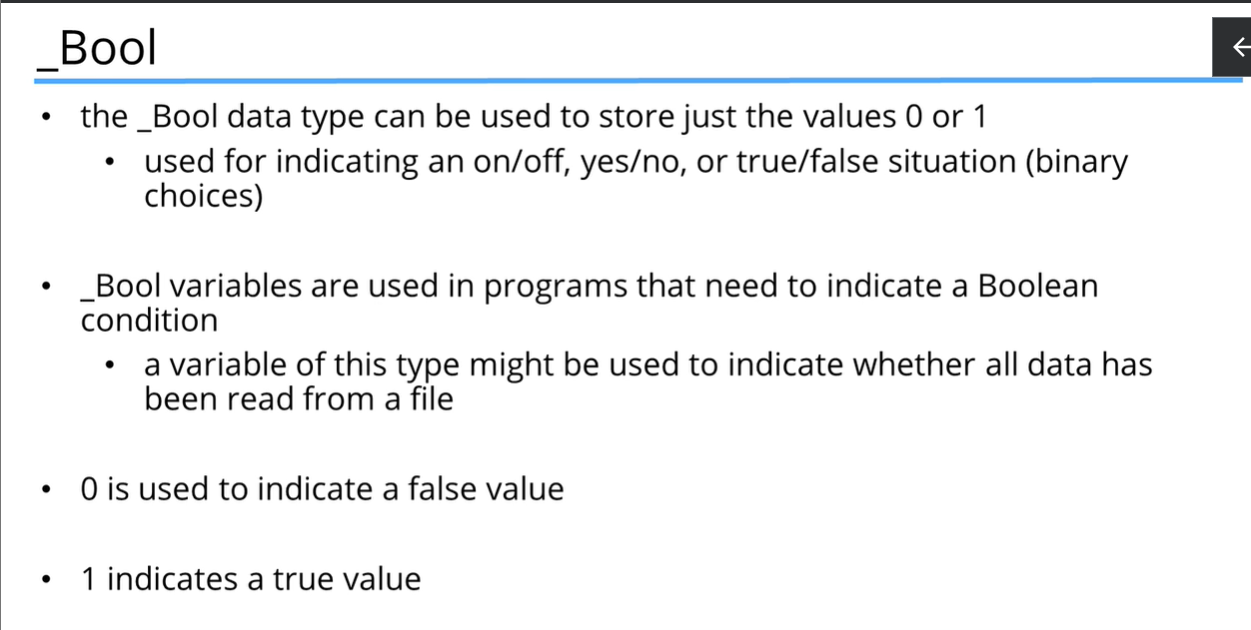 _Bool
• the _Bool data type can be used to store just the values 0 or 1
• used for indicating an on/off, yes/no, or true/false situation (binary
choices)
• _Bool variables are used in programs that need to indicate a Boolean
condition
• a variable of this type might be used to indicate whether all data has
been read from a file
• 0 is used to indicate a false value
• 1 indicates a true value